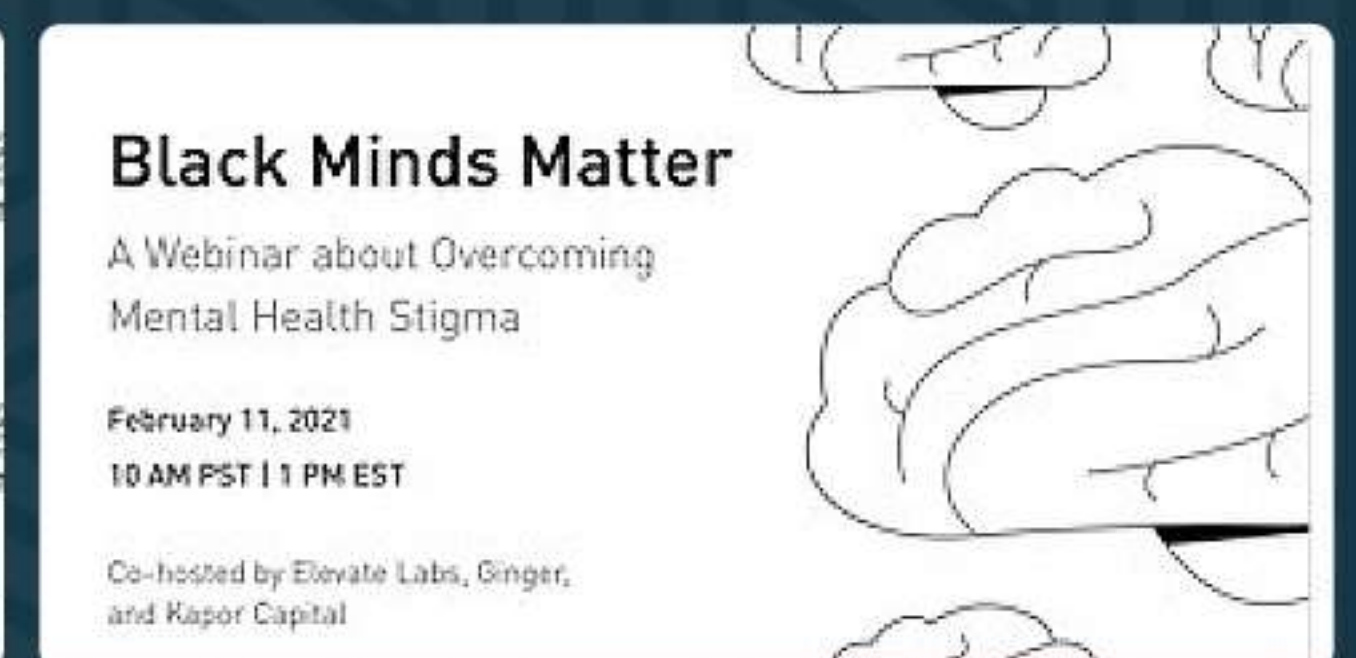 Black Minds Matter
A Webinar about Overcoming
Mental Health Stigma
February 11, 2021
10 AM PST | 1 PM EST
Co-hosted by Elevate Labs, Ginger,
and Kapor Capital